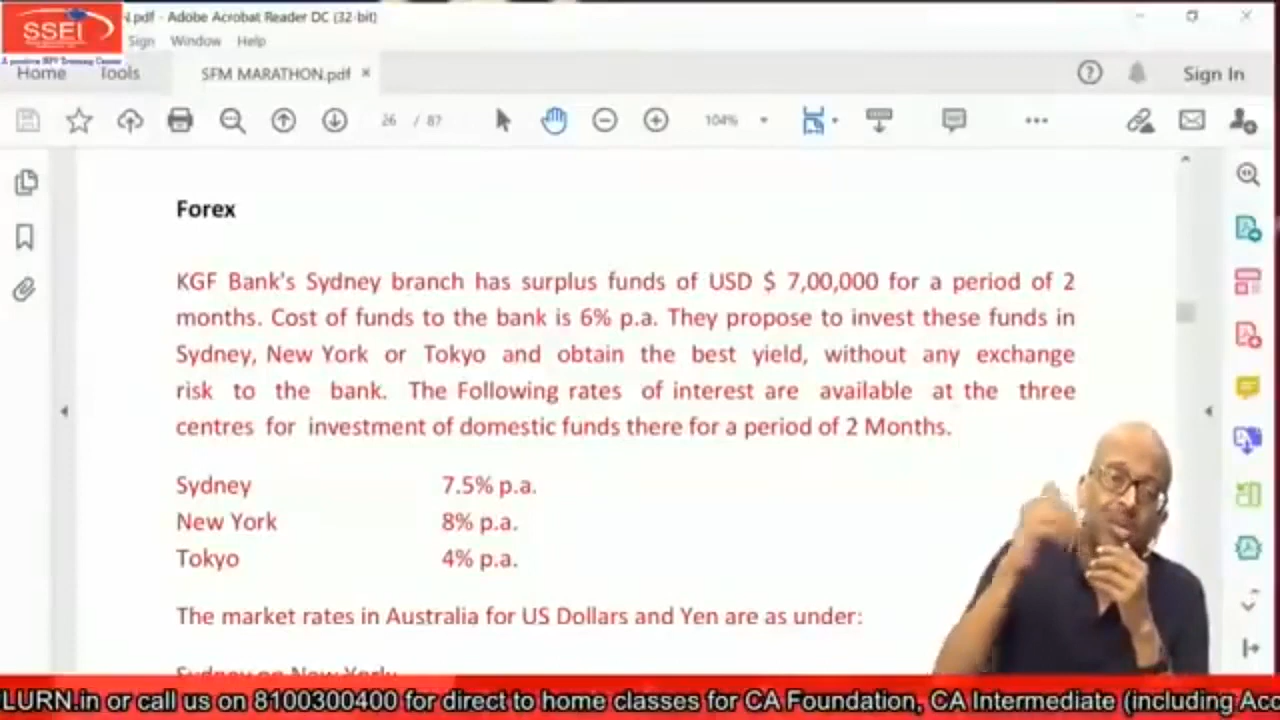 SSEI
.pdf - Adobe Acrobat Reader DC (32-bit)
Sign Window Help
Home Tools SFM MARATHON.pdf ×
Sign In
26 / 87
104%
Forex
KGF Bank's Sydney branch has surplus funds of USD $ 7,00,000 for a period of 2
months. Cost of funds to the bank is 6% p.a. They propose to invest these funds in
Sydney, New York or Tokyo and obtain the best yield, without any exchange
risk to the bank. The Following rates of interest are available at the three
centres for investment of domestic funds there for a period of 2 Months.
Sydney 7.5% p.a.
New York 8% p.a.
Tokyo 4% p.a.
The market rates in Australia for US Dollars and Yen are as under:
Sydney on New York
LURN.in or call us on 8100300400 for direct to home classes for CA Foundation, CA Intermediate (including Acc